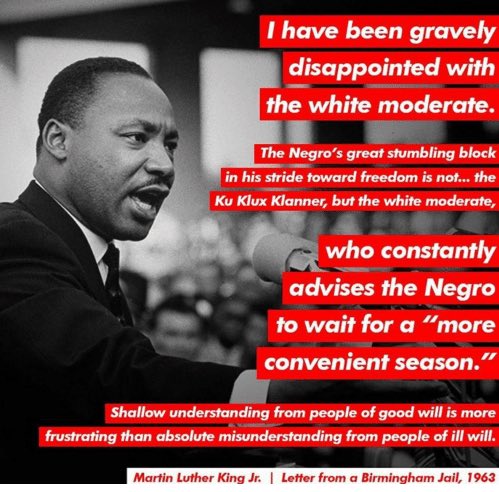 I have been gravely
disappointed with
the white moderate.
The Negro's great stumbling block
in his stride toward freedom is not... the
Ku Klux Klanner, but the white moderate,
who constantly
advises the Negro
to wait for a “more
convenient season.”
Shallow understanding from people of good will is more
frustrating than absolute misunderstanding from people of ill will.
Martin Luther King Jr. | Letter from a Birmingham Jail, 1963